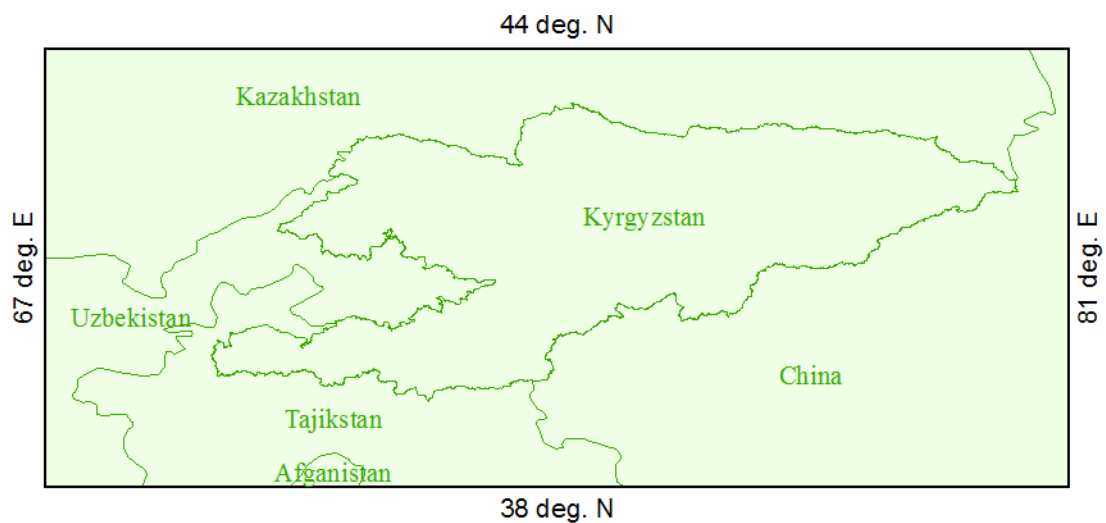 44 deg. N
Kazakhstan
Kyrgyzstan
67 deg. E
81 deg. E
Uzbekistan
China
Tajikstan
Afganistan
38 deg. N